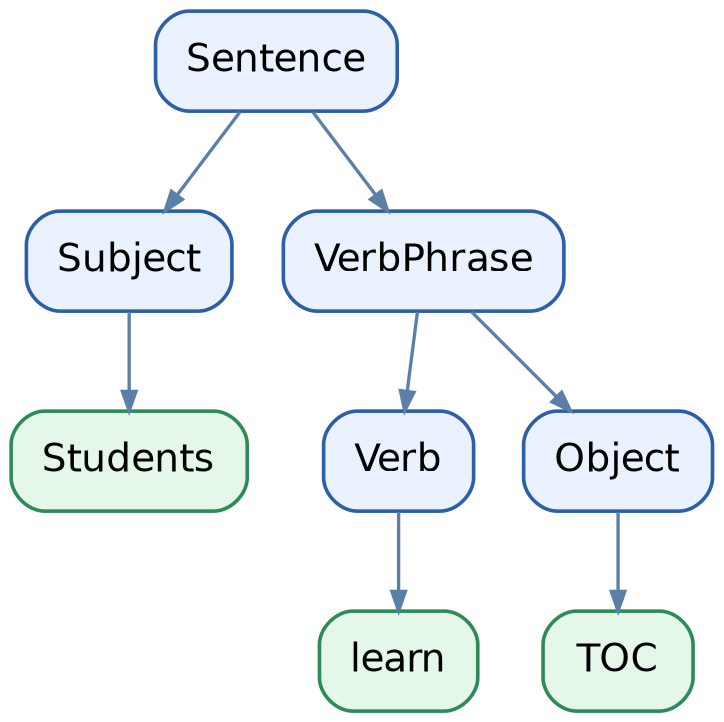 Sentence
Subject
VerbPhrase
Students
Verb
Object
learn
TOC